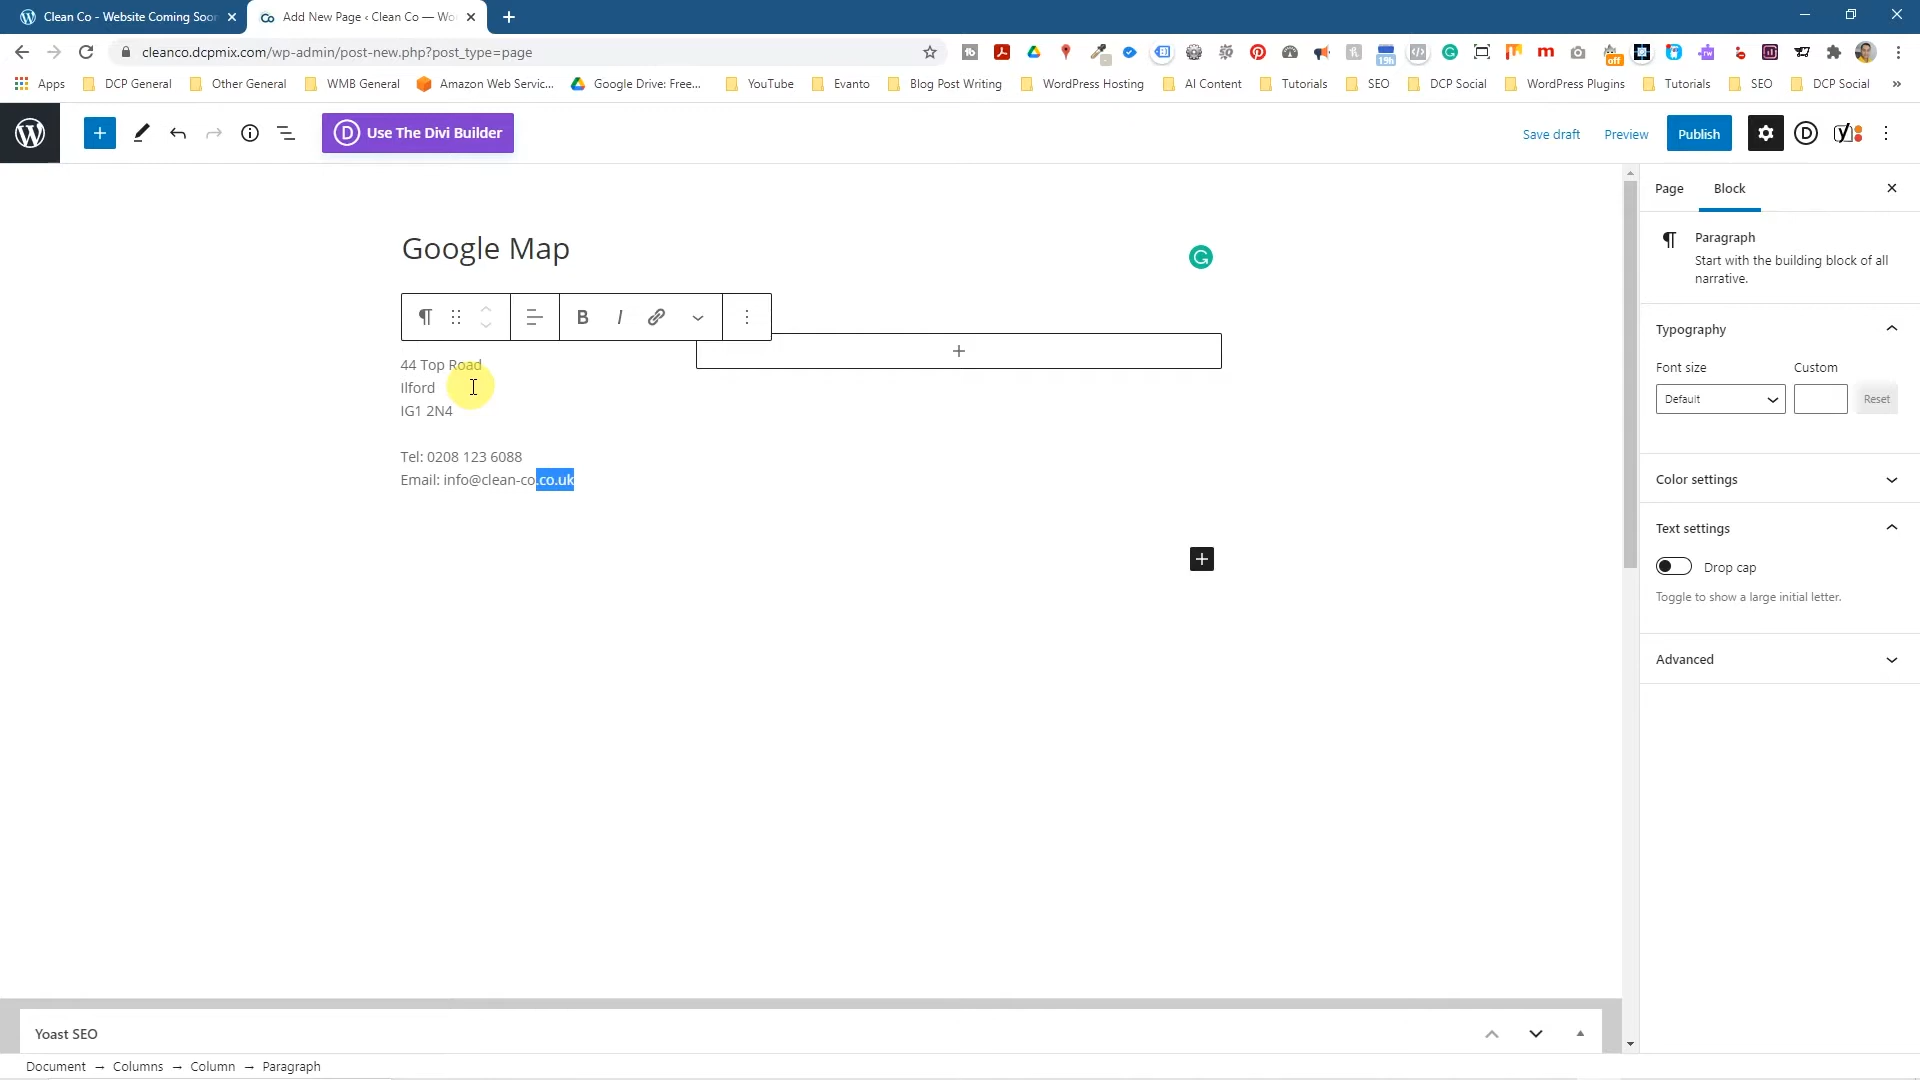 Clean Co - Website Coming Soon
Add New Page ‹ Clean Co — Wo
cleanco.dcpmix.com/wp-admin/post-new.php?post_type=page
19h
off
Apps
DCP General
Other General
WMB General
Amazon Web Servic...
Google Drive: Free...
YouTube
Evanto
Blog Post Writing
WordPress Hosting
AI Content
Tutorials
SEO
DCP Social
WordPress Plugins
Tutorials
SEO
DCP Social
»
Use The Divi Builder
Save draft
Preview
Publish
Page
Block
Paragraph
Start with the building block of all
narrative.
Google Map
B
I
44 Top Road
Ilford
IG1 2N4
Tel: 0208 123 6088
Email: info@clean-co.co.uk
Typography
Font size
Custom
Default
Reset
Color settings
Text settings
Drop cap
Toggle to show a large initial letter.
Advanced
Yoast SEO
Document → Columns → Column → Paragraph